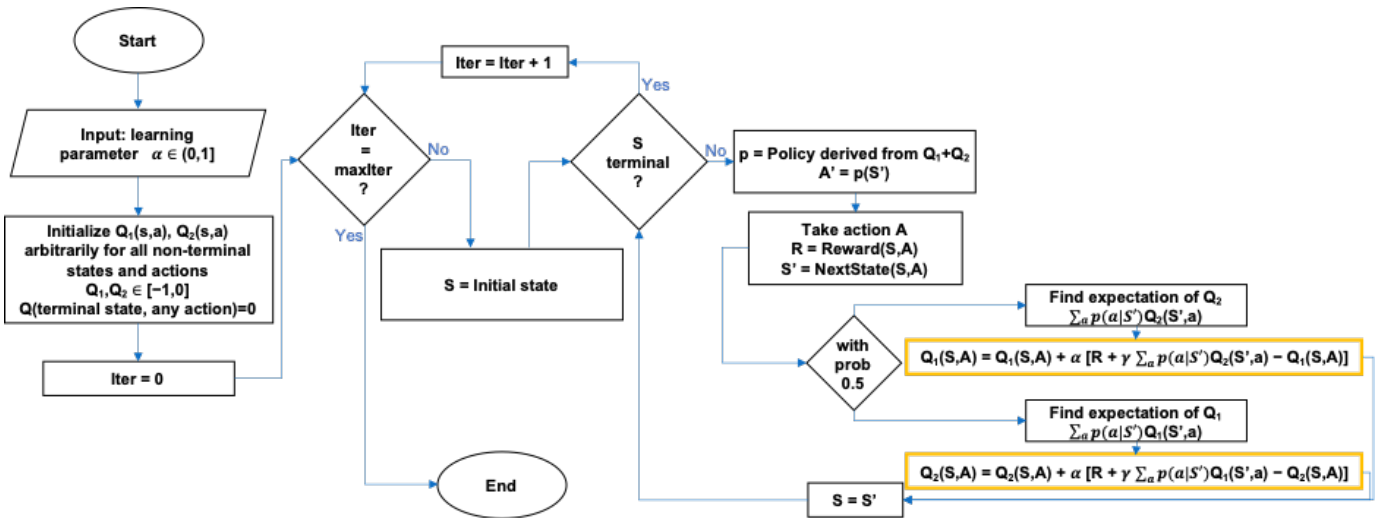 Start
Input: learning
parameter α ∈ (0,1]
Initialize Q₁(s,a), Q₂(s,a)
arbitrarily for all non-terminal
states and actions
Q₁,Q₂ ∈ [−1,0]
Q(terminal state, any action)=0
Iter = 0
Iter = Iter + 1
Iter
=
maxIter
?
No
Yes
S = Initial state
End
S
terminal
?
Yes
No
p = Policy derived from Q₁+Q₂
A’ = p(S’)
Take action A
R = Reward(S,A)
S’ = NextState(S,A)
with
prob
0.5
Find expectation of Q₂
∑ₐ p(a|S′)Q₂(S’,a)
Q₁(S,A) = Q₁(S,A) + α [R + γ ∑ₐ p(a|S′)Q₂(S’,a) − Q₁(S,A)]
Find expectation of Q₁
∑ₐ p(a|S′)Q₁(S’,a)
Q₂(S,A) = Q₂(S,A) + α [R + γ ∑ₐ p(a|S′)Q₁(S’,a) − Q₂(S,A)]
S = S’